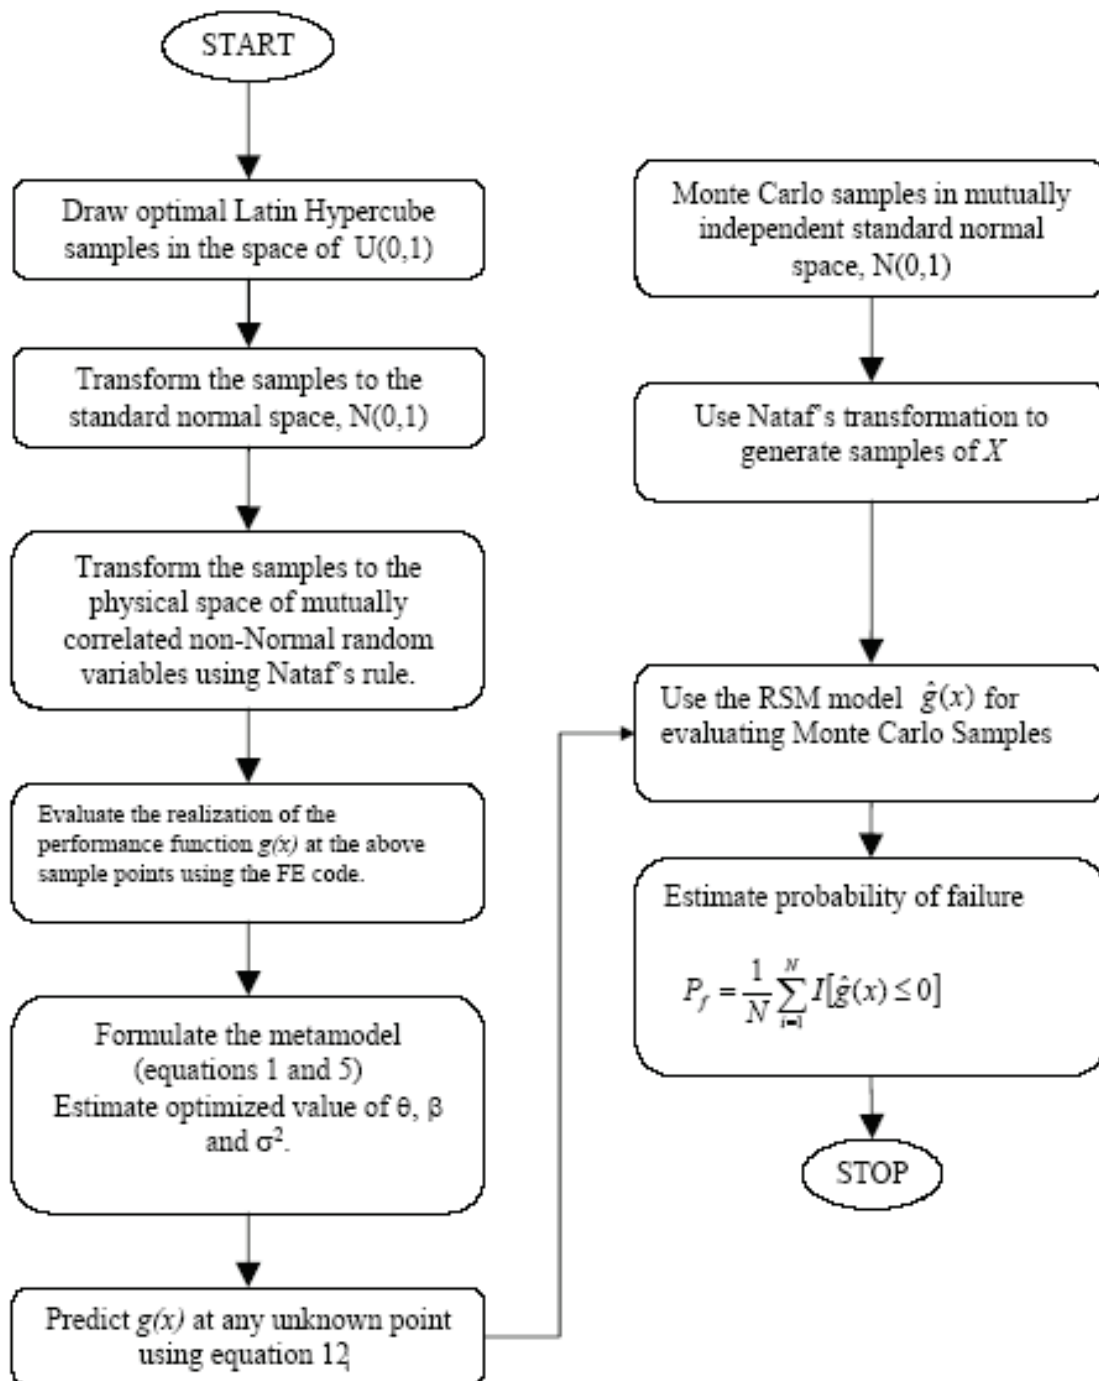 START
Draw optimal Latin Hypercube
samples in the space of U(0,1)
Transform the samples to the
standard normal space, N(0,1)
Transform the samples to the
physical space of mutually
correlated non-Normal random
variables using Nataf's rule.
Evaluate the realization of the
performance function g(x) at the above
sample points using the FE code.
Formulate the metamodel
(equations 1 and 5)
Estimate optimized value of θ, β
and σ².
Predict g(x) at any unknown point
using equation 12
Monte Carlo samples in mutually
independent standard normal
space, N(0,1)
Use Nataf's transformation to
generate samples of X
Use the RSM model ĝ(x) for
evaluating Monte Carlo Samples
Estimate probability of failure
P_f = \frac{1}{N} \sum_{i=1}^{N} I[ĝ(x) ≤ 0]
STOP